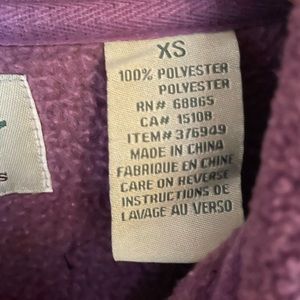 XS
100% POLYESTER
POLYESTER
RN# 68865
CA# 15108
ITEM# 376949
MADE IN CHINA
FABRIQUE EN CHINE
CARE ON REVERSE
INSTRUCTIONS DE
LAVAGE AU VERSO